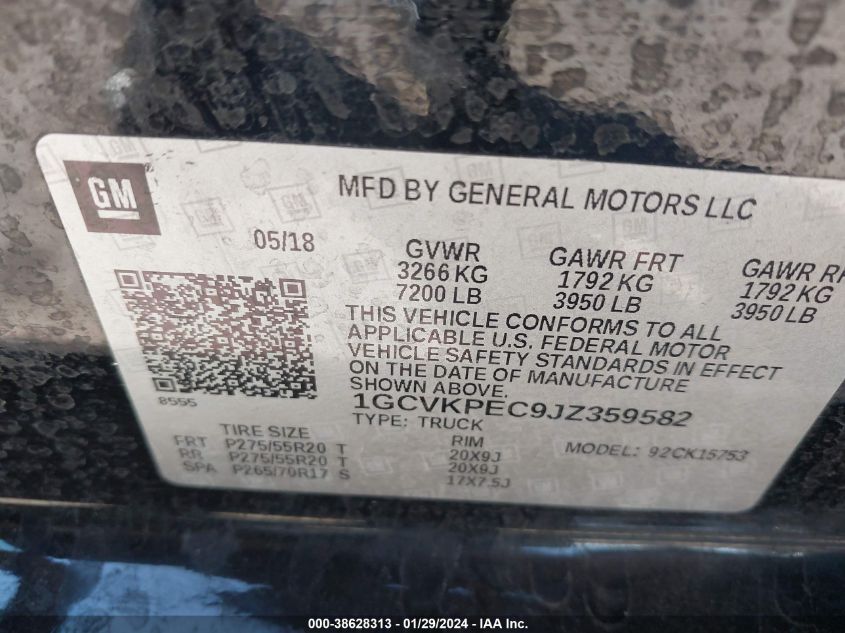 GM
MFD BY GENERAL MOTORS LLC
05/18 GVWR GAWR FRT GAWR RR
3266 KG 1792 KG 1792 KG
7200 LB 3950 LB 3950 LB
THIS VEHICLE CONFORMS TO ALL
APPLICABLE U.S. FEDERAL MOTOR
VEHICLE SAFETY STANDARDS IN EFFECT
ON THE DATE OF MANUFACTURE
SHOWN ABOVE.
8555
1GCVKPEC9JZ359582
TYPE: TRUCK
TIRE SIZE RIM MODEL: 92CK15753
FRT P275/55R20 T 20X9J
RR P275/55R20 T 20X9J
SPA P265/70R17 S 17X7.5J
000-38628313 - 01/29/2024 - IAA Inc.